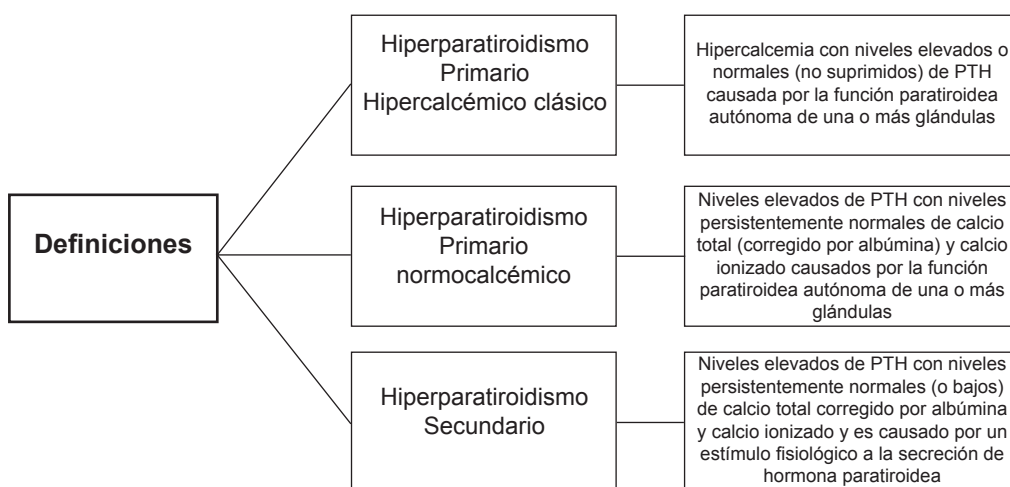 Definiciones
Hiperparatiroidismo
Primario
Hipercalcémico clásico
Hipercalcemia con niveles elevados o
normales (no suprimidos) de PTH
causada por la función paratiroidea
autónoma de una o más glándulas
Hiperparatiroidismo
Primario
normocalcémico
Niveles elevados de PTH con niveles
persistentemente normales de calcio
total (corregido por albúmina) y calcio
ionizado causados por la función
paratiroidea autónoma de una o más
glándulas
Hiperparatiroidismo
Secundario
Niveles elevados de PTH con niveles
persistentemente normales (o bajos)
de calcio total corregido por albúmina
y calcio ionizado y es causado por un
estímulo fisiológico a la secreción de
hormona paratiroidea